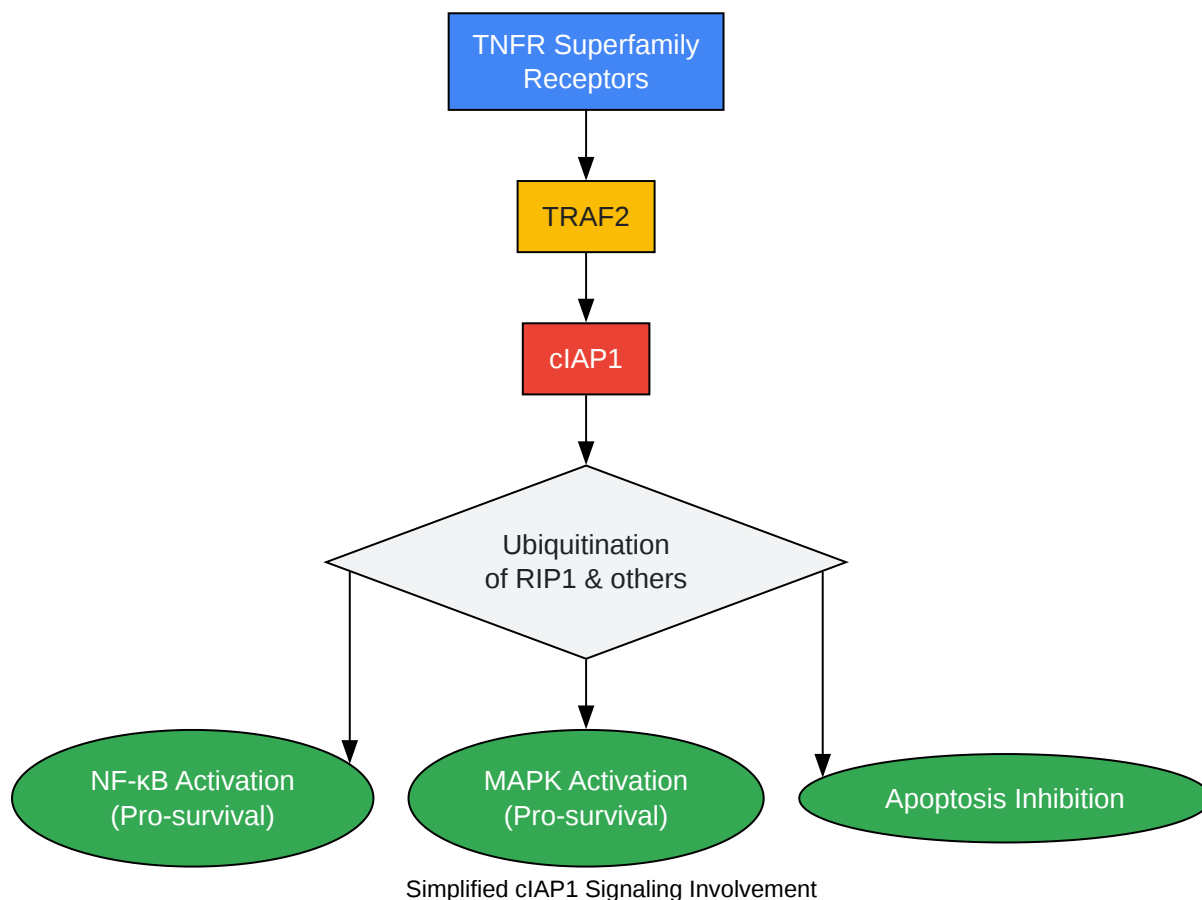 TNFR Superfamily
Receptors
TRAF2
cIAP1
Ubiquitination
of RIP1 & others
NF-κB Activation
(Pro-survival)
MAPK Activation
(Pro-survival)
Apoptosis Inhibition
Simplified cIAP1 Signaling Involvement